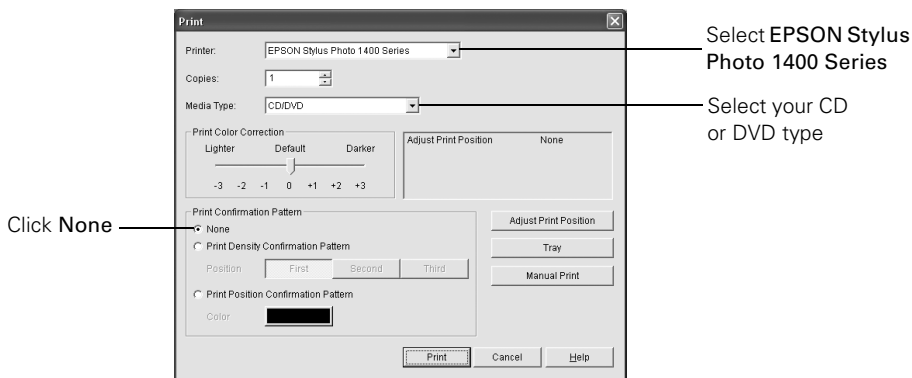 Print
Printer:
EPSON Stylus Photo 1400 Series
Select EPSON Stylus
Photo 1400 Series
Copies:
1
Media Type:
CD/DVD
Select your CD
or DVD type
Print Color Correction
Lighter Default Darker
-3 -2 -1 0 +1 +2 +3
Adjust Print Position None
Click None
Print Confirmation Pattern
None
Print Density Confirmation Pattern
Position First Second Third
Print Position Confirmation Pattern
Color
Adjust Print Position
Tray
Manual Print
Print Cancel Help